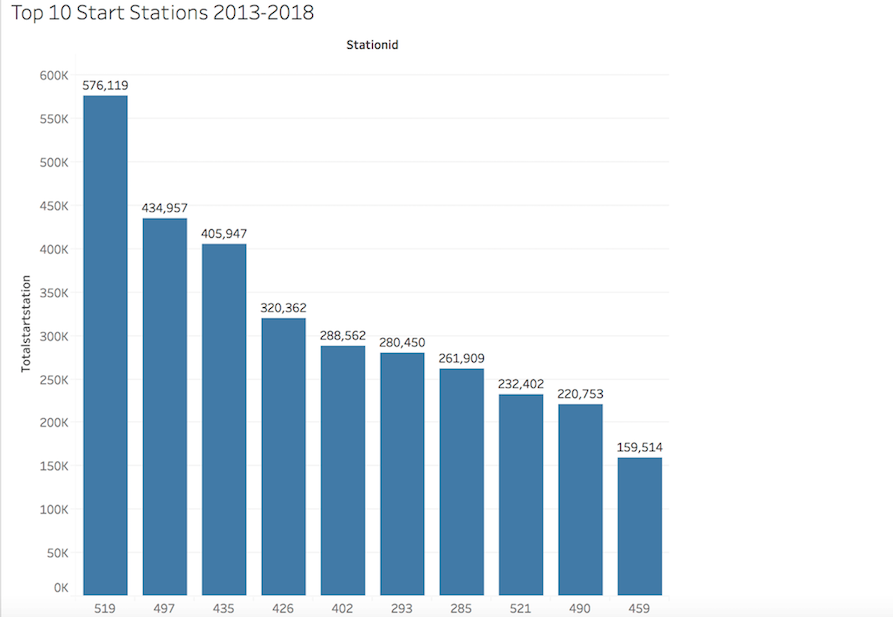 Top 10 Start Stations 2013-2018
Stationid
Totalstartstation
600K
550K
500K
450K
400K
350K
300K
250K
200K
150K
100K
50K
0K
576,119
434,957
405,947
320,362
288,562
280,450
261,909
232,402
220,753
159,514
519 497 435 426 402 293 285 521 490 459